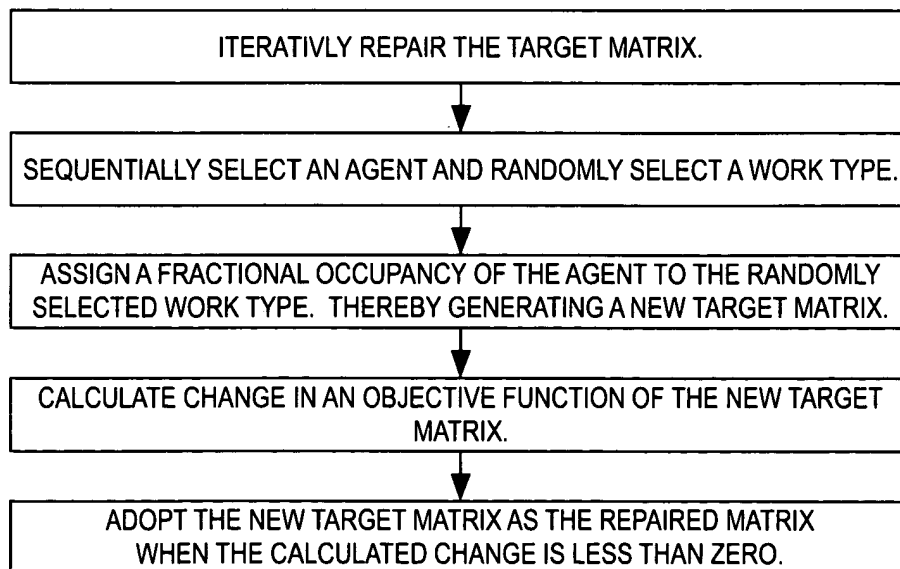 ITERATIVLY REPAIR THE TARGET MATRIX.
SEQUENTIALLY SELECT AN AGENT AND RANDOMLY SELECT A WORK TYPE.
ASSIGN A FRACTIONAL OCCUPANCY OF THE AGENT TO THE RANDOMLY
SELECTED WORK TYPE. THEREBY GENERATING A NEW TARGET MATRIX.
CALCULATE CHANGE IN AN OBJECTIVE FUNCTION OF THE NEW TARGET
MATRIX.
ADOPT THE NEW TARGET MATRIX AS THE REPAIRED MATRIX
WHEN THE CALCULATED CHANGE IS LESS THAN ZERO.